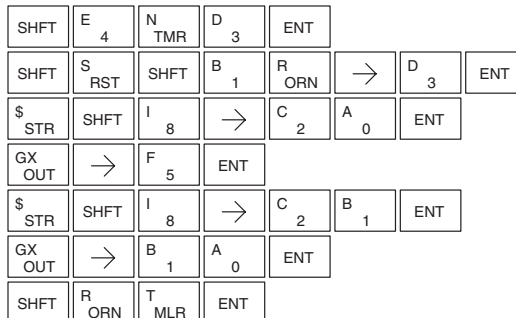 SHFT E 4 N TMR D 3 ENT
SHFT S RST SHFT B 1 R ORN → D 3 ENT
$ STR SHFT I 8 → C 2 A 0 ENT
GX OUT → F 5 ENT
$ STR SHFT I 8 → C 2 B 1 ENT
GX OUT → B 1 A 0 ENT
SHFT R ORN T MLR ENT